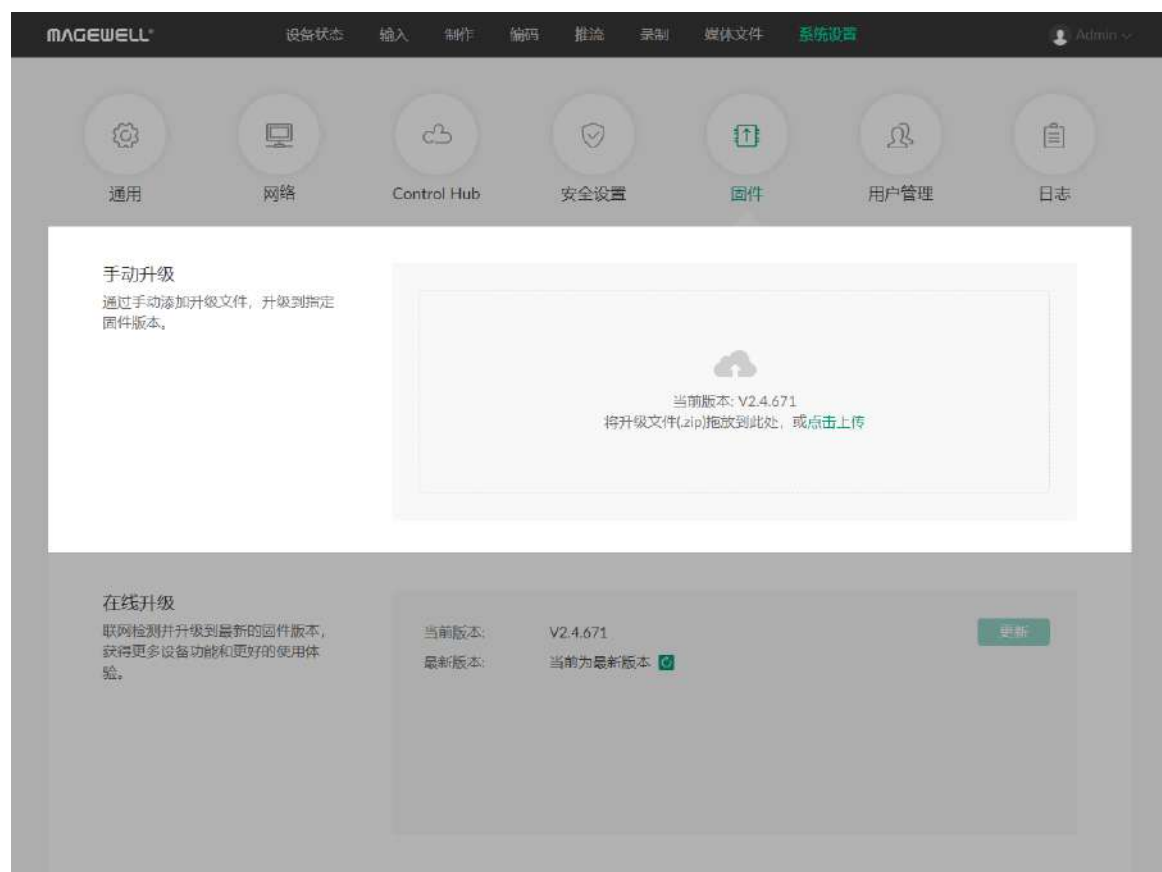 MAGEWELL
设备状态 输入 制作 编码 推流 录制 媒体文件 系统设置 Admin
通用 网络 Control Hub 安全设置 固件 用户管理 日志
手动升级
通过手动添加升级文件，升级到指定
固件版本。
当前版本: V2.4.671
将升级文件(.zip)拖放到此处，或点击上传
在线升级
联网检测并升级到最新的固件版本，
获得更多设备功能和更好的使用体
验。
当前版本: V2.4.671
更新
最新版本: 当前为最新版本